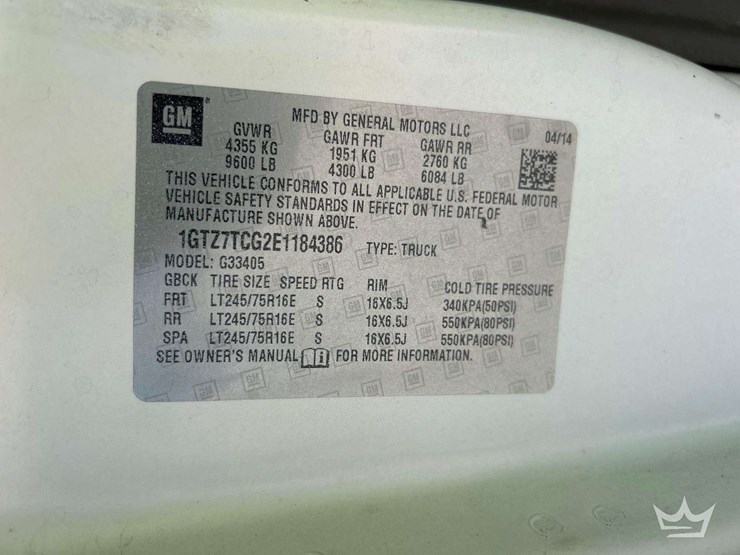 GM
MFD BY GENERAL MOTORS LLC 04/14
GVWR GAWR FRT GAWR RR
4355 KG 1951 KG 2760 KG
9600 LB 4300 LB 6084 LB
THIS VEHICLE CONFORMS TO ALL APPLICABLE U.S. FEDERAL MOTOR
VEHICLE SAFETY STANDARDS IN EFFECT ON THE DATE OF
MANUFACTURE SHOWN ABOVE.
1GTZ7TCG2E1184386 TYPE: TRUCK
MODEL: G33405
GBCK TIRE SIZE SPEED RTG RIM COLD TIRE PRESSURE
FRT LT245/75R16E S 16X6.5J 340KPA(50PSI)
RR LT245/75R16E S 16X6.5J 550KPA(80PSI)
SPA LT245/75R16E S 16X6.5J 550KPA(80PSI)
SEE OWNER'S MANUAL FOR MORE INFORMATION.